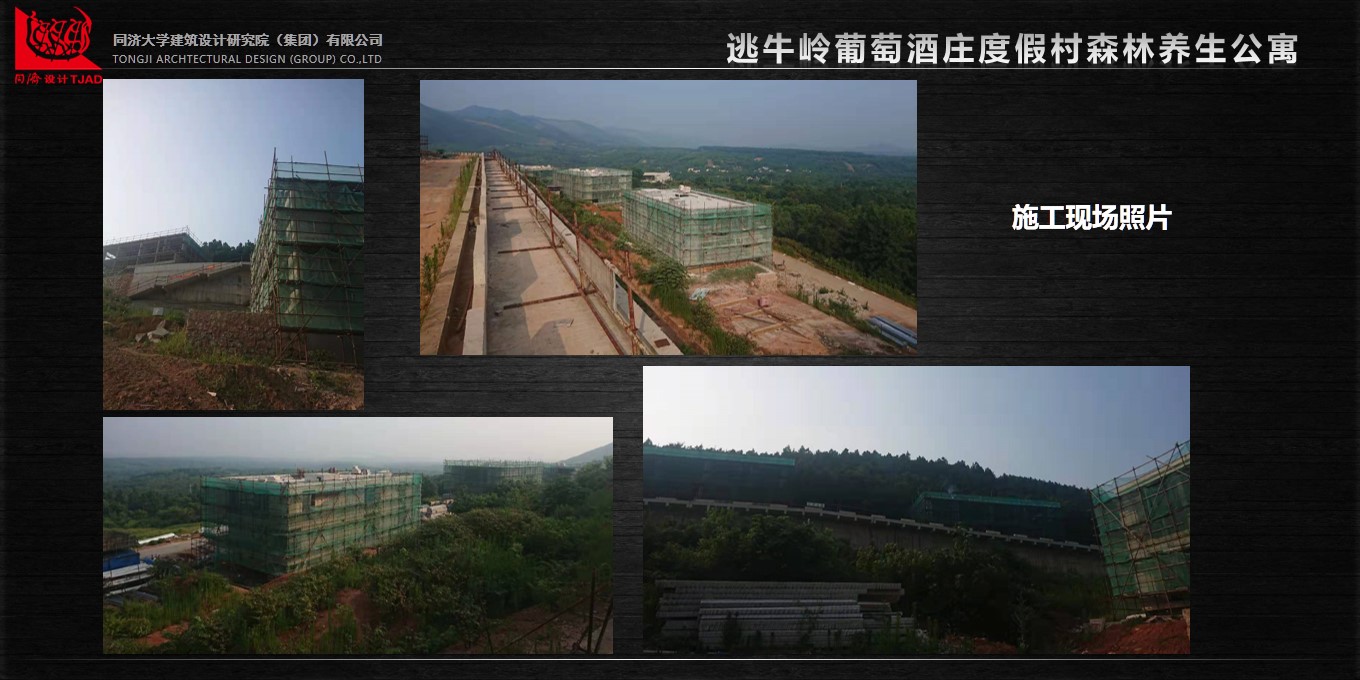 同济大学建筑设计研究院（集团）有限公司
TONGJI ARCHTECTURAL DESIGN (GROUP) CO.,LTD
同济设计TJAD
逃牛岭葡萄酒庄度假村森林养生公寓
施工现场照片